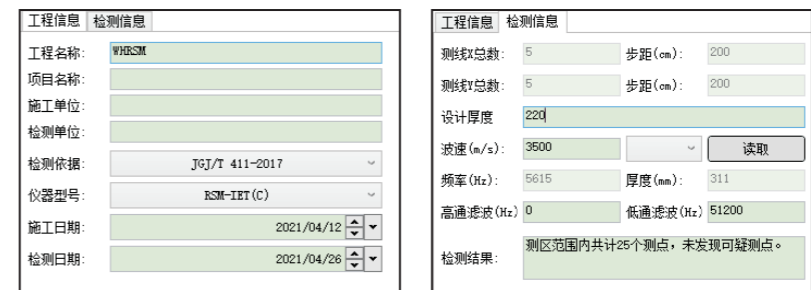 工程信息 检测信息
工程名称: WHRSM
项目名称:
施工单位:
检测单位:
检测依据: JGJ/T 411-2017
仪器型号: RSM-IET(C)
施工日期: 2021/04/12
检测日期: 2021/04/26
工程信息 检测信息
测线X总数: 5 步距(cm): 200
测线Y总数: 5 步距(cm): 200
设计厚度 220
波速(m/s): 3500 读取
频率(Hz): 5615 厚度(mm): 311
高通滤波(Hz) 0 低通滤波(Hz) 51200
检测结果: 测区范围内共计25个测点，未发现可疑测点。